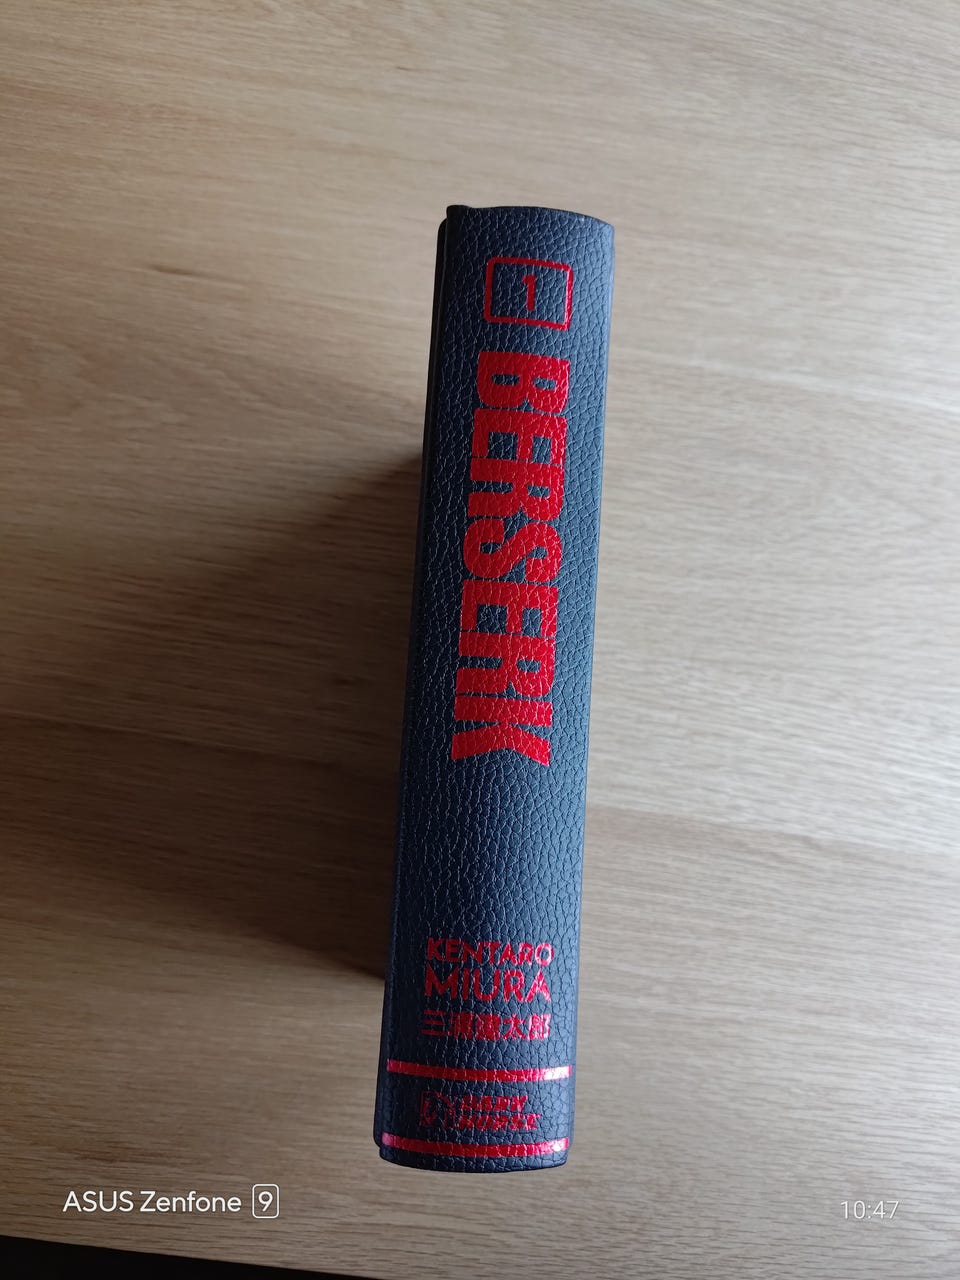 1
BERSERK
KENTARO
MIURA
三浦建太郎
DARK
HORSE
ASUS Zenfone 9
10:47